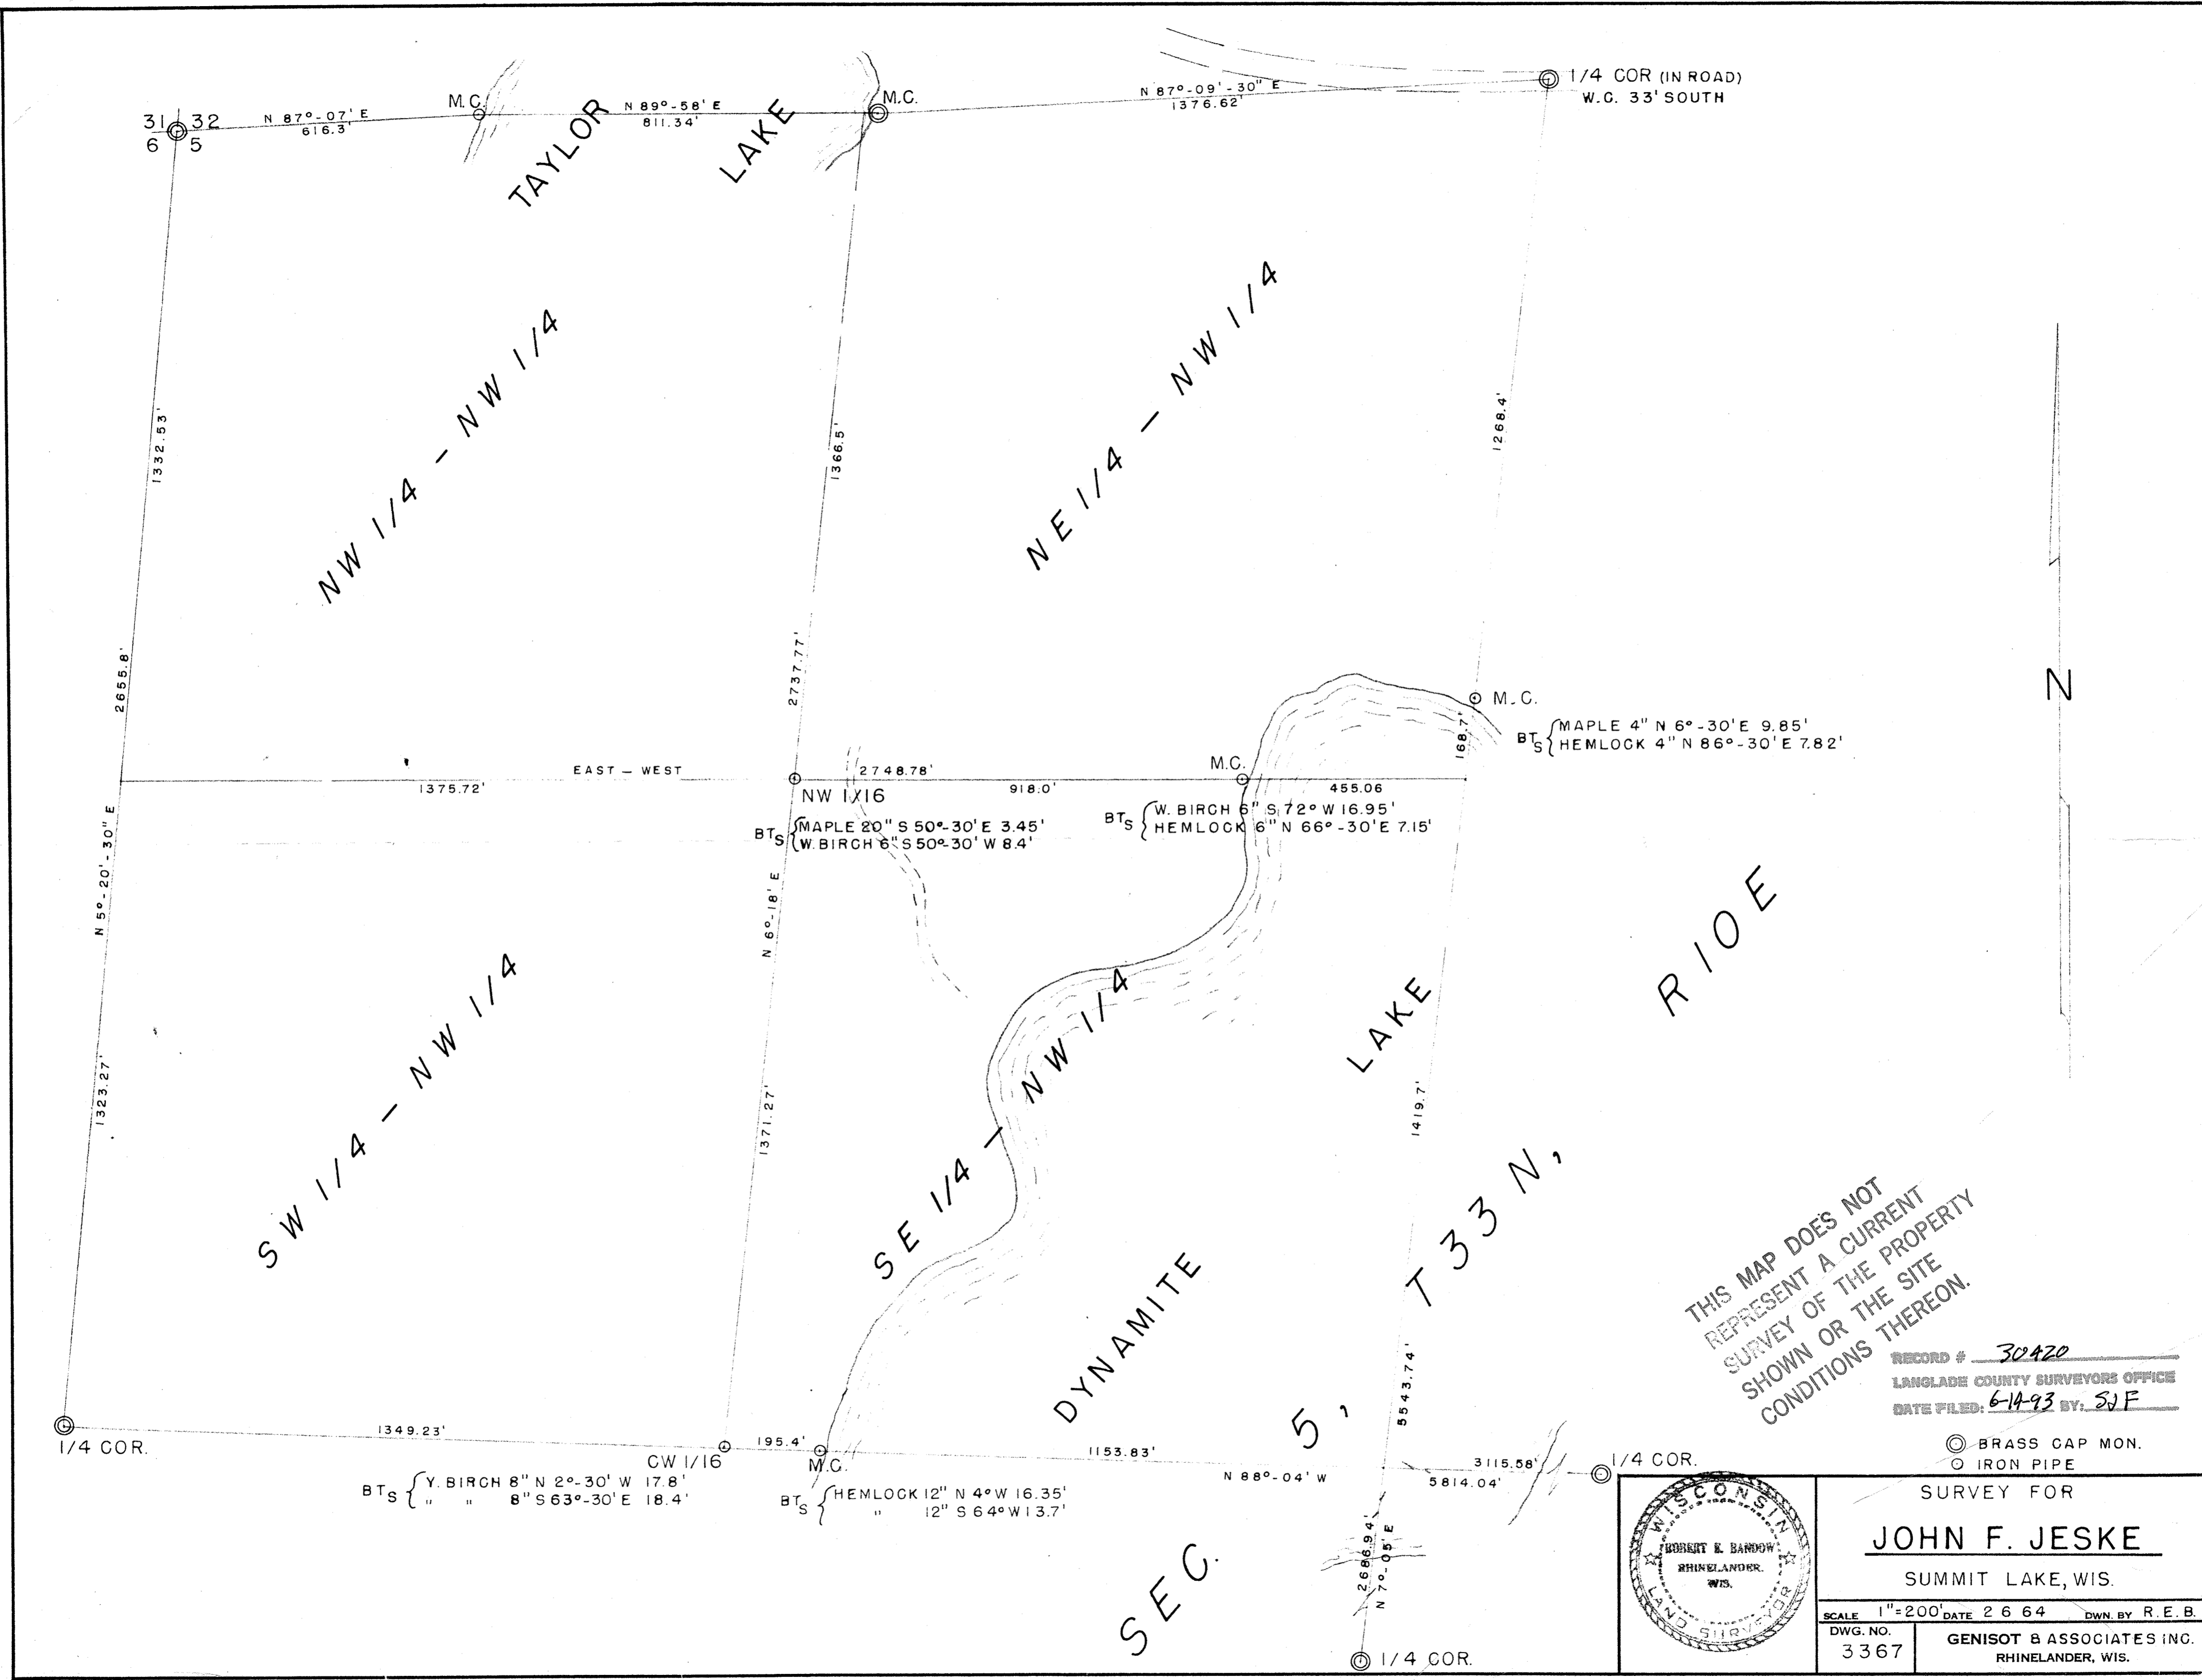 1/4 COR (IN ROAD)
W.C. 33' SOUTH
N 87°-09'-30" E
1376.62'
M.C.
N 89°-58' E
811.34'
M.C.
N 87°-07' E
616.3'
31 32
6 5
TAYLOR LAKE
NW 1/4 - NW 1/4
NE 1/4 - NW 1/4
1332.53'
1366.5'
1268.4'
2655.8'
2737.77'
N
M.C.
168.7'
BTS { MAPLE 4" N 6°-30' E 9.85'
HEMLOCK 4" N 86°-30' E 7.82'
EAST - WEST
1375.72'
2748.78'
918.0'
M.C.
455.06
NW 1/16
BTS { MAPLE 20" S 50°-30' E 3.45'
W. BIRCH 6" S 50°-30' W 8.4'
BTS { W. BIRCH 6" S 72° W 16.95'
HEMLOCK 6" N 66°-30' E 7.15'
N 5°-20'-30" E
N 6°-18' E
1323.27'
1371.27'
1419.7'
SW 1/4 - NW 1/4
SE 1/4 - NW 1/4
DYNAMITE LAKE
SEC. 5, T 33 N, R 10 E
5543.74'
1/4 COR.
1349.23'
CW 1/16
195.4'
M.C.
1153.83'
N 88°-04' W
3115.58'
5814.04'
1/4 COR.
BTS { Y. BIRCH 8" N 2°-30' W 17.8'
" " 8" S 63°-30' E 18.4'
BTS { HEMLOCK 12" N 4° W 16.35'
" 12" S 64° W 13.7'
2686.94'
N 7°-05' E
1/4 COR.
THIS MAP DOES NOT
REPRESENT A CURRENT
SURVEY OF THE PROPERTY
SHOWN OR THE SITE
CONDITIONS THEREON.
RECORD # 30420
LANGLADE COUNTY SURVEYORS OFFICE
DATE FILED: 6-14-93 BY: SJF
BRASS CAP MON.
IRON PIPE
WISCONSIN
ROBERT E. BANDOW
RHINELANDER.
WIS.
LAND SURVEYOR
SURVEY FOR
JOHN F. JESKE
SUMMIT LAKE, WIS.
SCALE 1"=200' DATE 2 6 64 DWN. BY R.E.B.
DWG. NO.
3367
GENISOT & ASSOCIATES INC.
RHINELANDER, WIS.